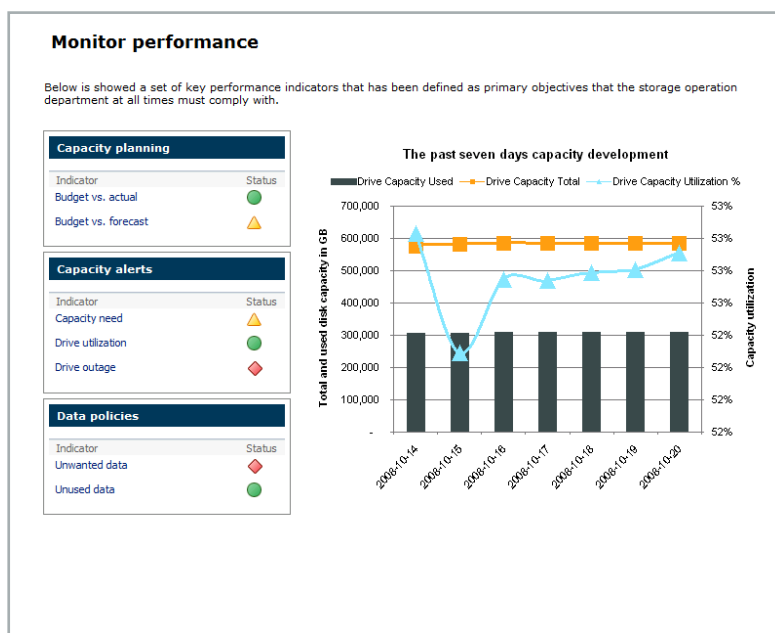 Monitor performance
Below is showed a set of key performance indicators that has been defined as primary objectives that the storage operation
department at all times must comply with.
Capacity planning
Indicator Status
Budget vs. actual
Budget vs. forecast
Capacity alerts
Indicator Status
Capacity need
Drive utilization
Drive outage
Data policies
Indicator Status
Unwanted data
Unused data
The past seven days capacity development
Drive Capacity Used Drive Capacity Total Drive Capacity Utilization %
Total and used disk capacity in GB
700,000
600,000
500,000
400,000
300,000
200,000
100,000
-
53%
53%
53%
53%
52%
52%
52%
52%
Capacity utilization
2008-10-14
2008-10-15
2008-10-16
2008-10-17
2008-10-18
2008-10-19
2008-10-20